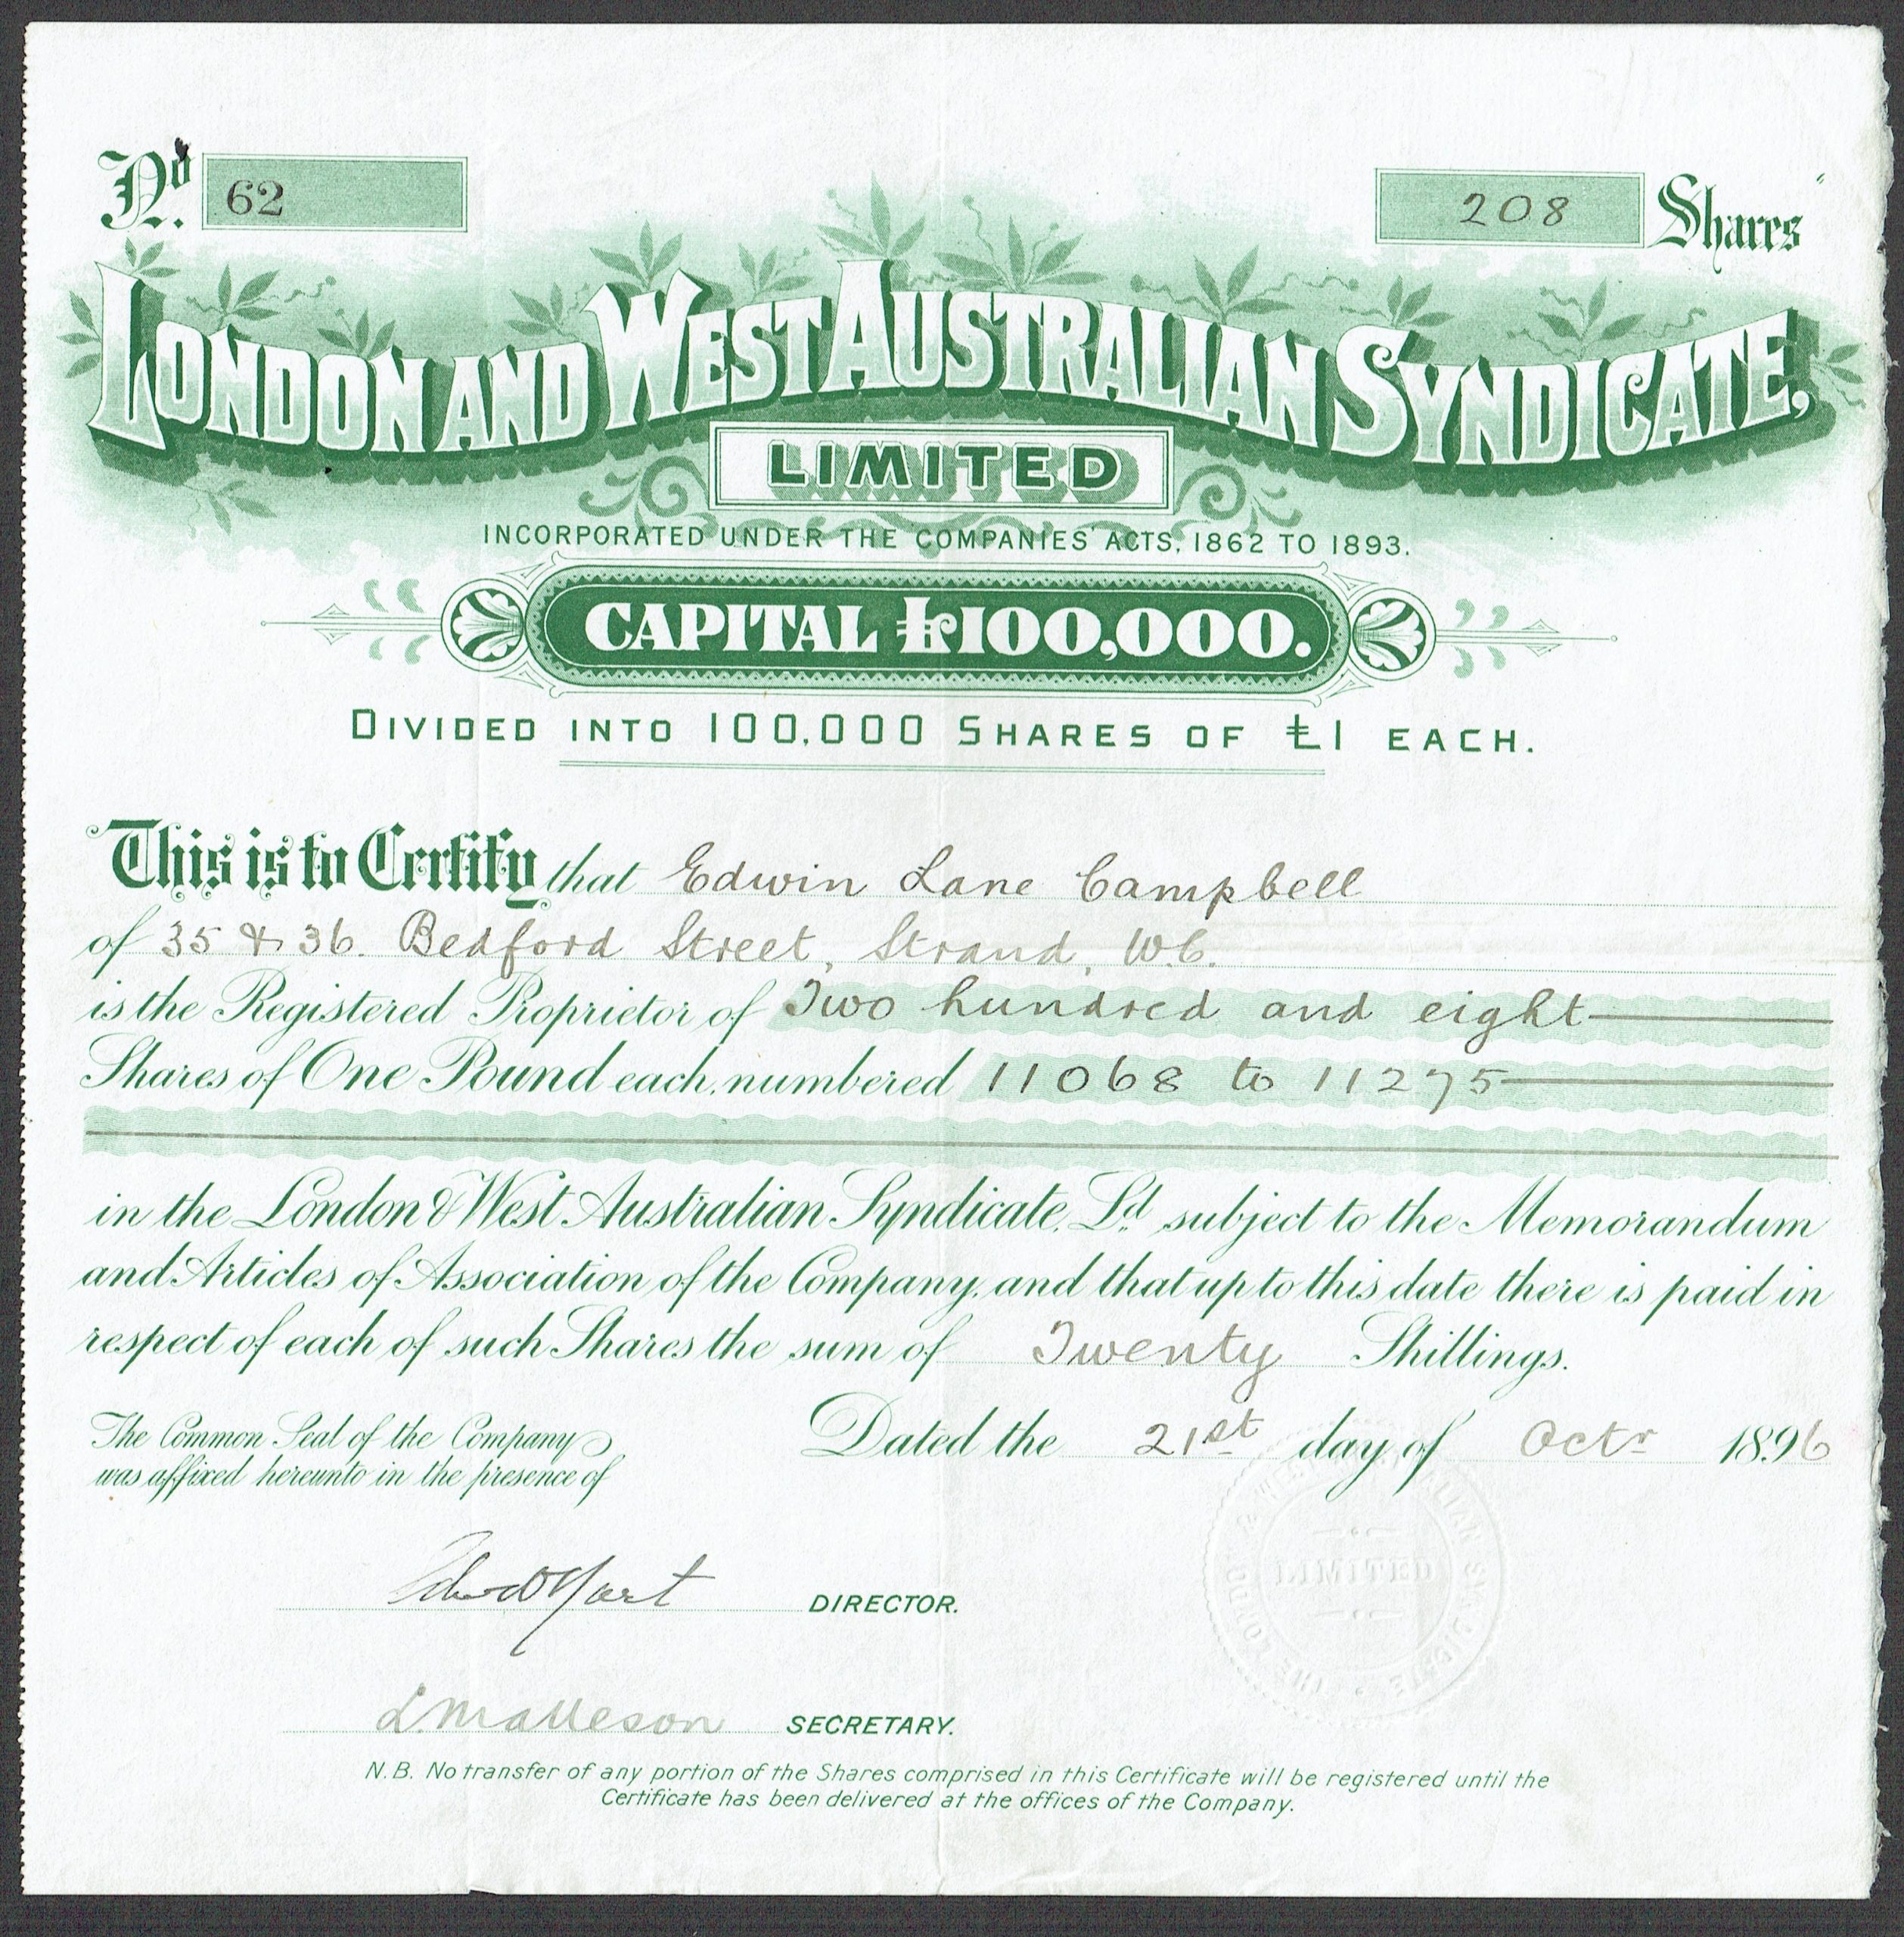 No. 62
208 Shares
LONDON AND WEST AUSTRALIAN SYNDICATE,
LIMITED
INCORPORATED UNDER THE COMPANIES' ACTS, 1862 TO 1893.
CAPITAL £100,000.
DIVIDED INTO 100,000 SHARES OF £1 EACH.
This is to Certify that Edwin Lane Campbell
of 35 & 36. Bedford Street, Strand, W.C.
is the Registered Proprietor of Two hundred and eight
Shares of One Pound each, numbered 11068 to 11275
in the London & West Australian Syndicate, Ld. subject to the Memorandum
and Articles of Association of the Company, and that up to this date there is paid in
respect of each of such Shares the sum of Twenty Shillings.
Dated the 21st day of Octr 1896
The Common Seal of the Company
was affixed hereunto in the presence of
DIRECTOR.
L. Malleson SECRETARY.
THE LONDON & WEST AUSTRALIAN SYNDICATE
LIMITED
N.B. No transfer of any portion of the Shares comprised in this Certificate will be registered until the
Certificate has been delivered at the offices of the Company.